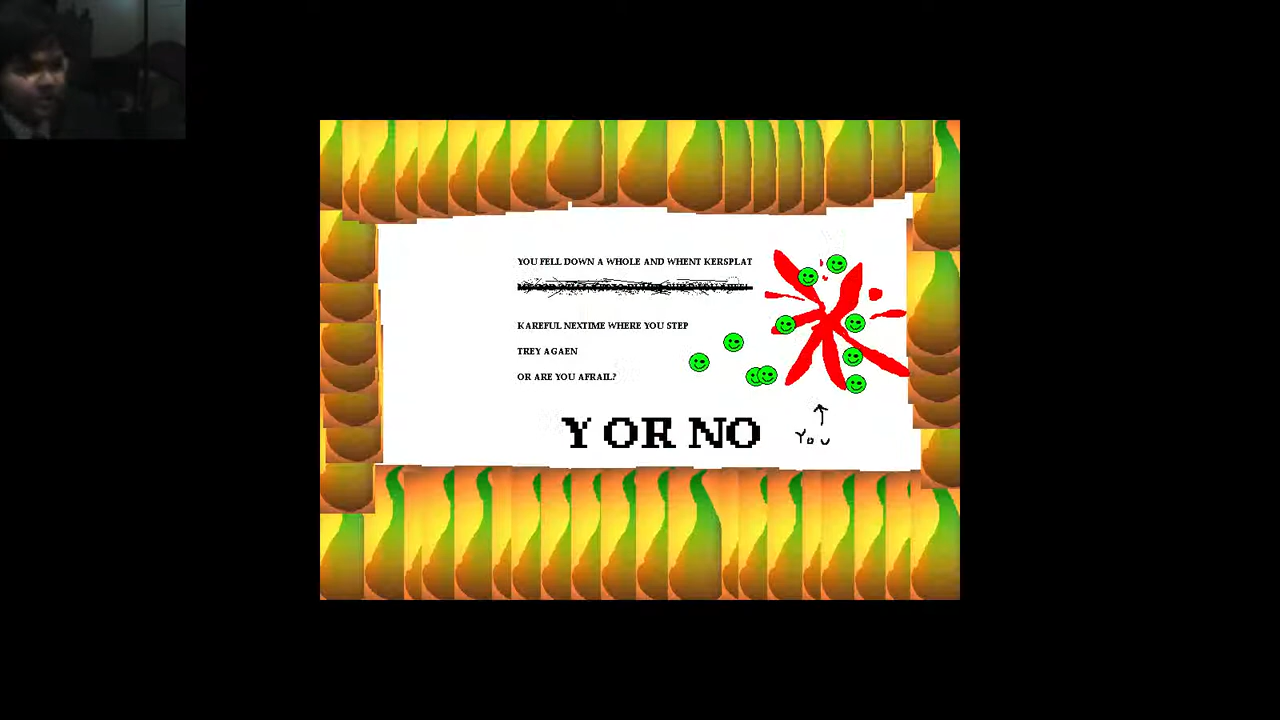 YOU FELL DOWN A WHOLE AND WHENT KERSPLAT
KAREFUL NEXTIME WHERE YOU STEP
TREY AGAEN
OR ARE YOU AFRAIL?
Y OR NO
YoU